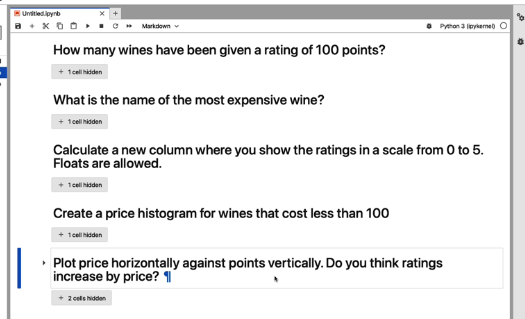 Untitled.ipynb
Markdown
Python 3 (ipykernel)
How many wines have been given a rating of 100 points?
+ 1 cell hidden
What is the name of the most expensive wine?
+ 1 cell hidden
Calculate a new column where you show the ratings in a scale from 0 to 5.
Floats are allowed.
+ 1 cell hidden
Create a price histogram for wines that cost less than 100
+ 1 cell hidden
Plot price horizontally against points vertically. Do you think ratings
increase by price? ¶
+ 2 cells hidden